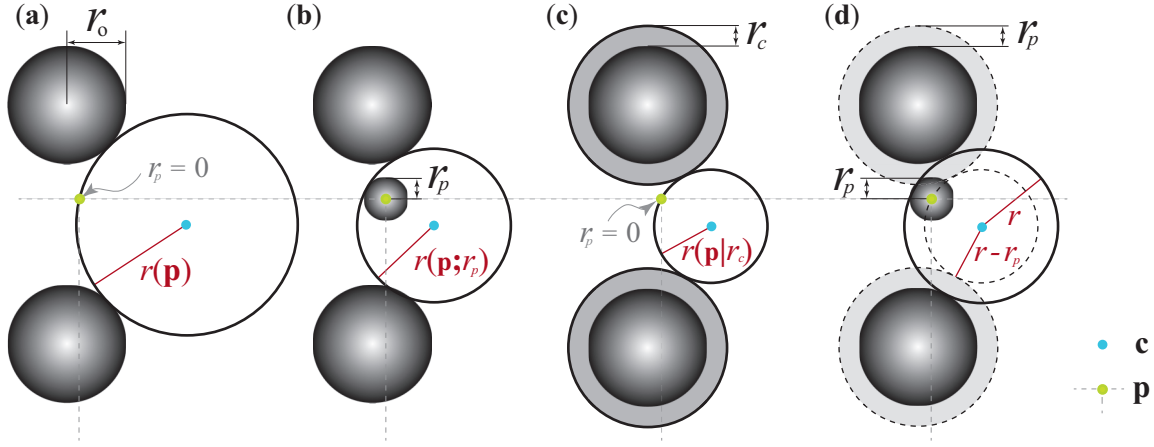 (a)
r_o
r_p = 0
r(p)
(b)
r_p
r(p;r_p)
(c)
r_c
r_p = 0
r(p|r_c)
(d)
r_p
r_p
r
r-r_p
c
p